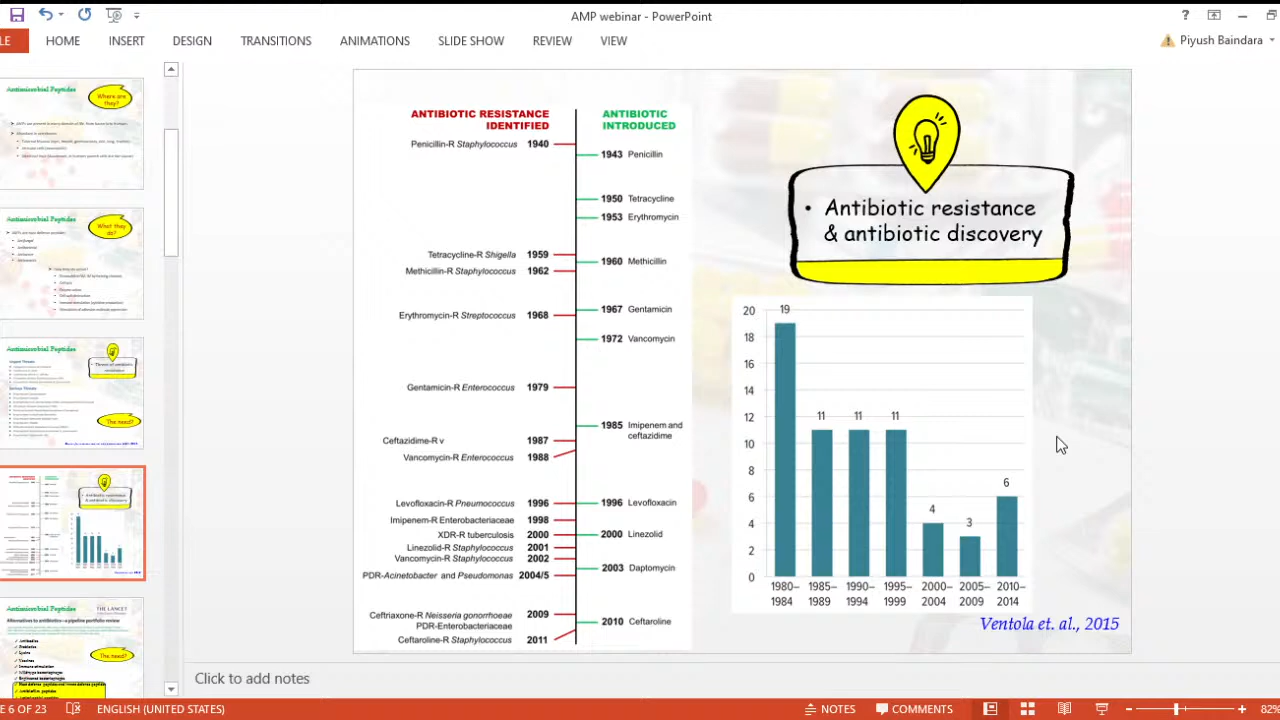 AMP webinar - PowerPoint
?
LE HOME INSERT DESIGN TRANSITIONS ANIMATIONS SLIDE SHOW REVIEW VIEW
Piyush Baindara
Antimicrobial Peptides
Where are they?
Antimicrobial Peptides
What they do?
Antimicrobial Peptides
The need?
Antimicrobial Peptides
THE LANCET
Alternatives to antibiotics—a pipeline portfolio review
The need?
ANTIBIOTIC RESISTANCE
IDENTIFIED
ANTIBIOTIC
INTRODUCED
Penicillin-R Staphylococcus 1940
1943 Penicillin
1950 Tetracycline
1953 Erythromycin
Tetracycline-R Shigella 1959
1960 Methicillin
Methicillin-R Staphylococcus 1962
1967 Gentamicin
Erythromycin-R Streptococcus 1968
1972 Vancomycin
Gentamicin-R Enterococcus 1979
1985 Imipenem and
ceftazidime
Ceftazidime-R v 1987
Vancomycin-R Enterococcus 1988
Levofloxacin-R Pneumococcus 1996
1996 Levofloxacin
Imipenem-R Enterobacteriaceae 1998
XDR-R tuberculosis 2000
2000 Linezolid
Linezolid-R Staphylococcus 2001
Vancomycin-R Staphylococcus 2002
2003 Daptomycin
PDR-Acinetobacter and Pseudomonas 2004/5
Ceftriaxone-R Neisseria gonorrhoeae 2009
PDR-Enterobacteriaceae
2010 Ceftaroline
Ceftaroline-R Staphylococcus 2011
• Antibiotic resistance
& antibiotic discovery
20
18
16
14
12
10
8
6
4
2
0
19
11
11
11
4
3
6
1980– 1985– 1990– 1995– 2000– 2005– 2010–
1984 1989 1994 1999 2004 2009 2014
Ventola et. al., 2015
Click to add notes
E 6 OF 23 ENGLISH (UNITED STATES) NOTES COMMENTS 82%